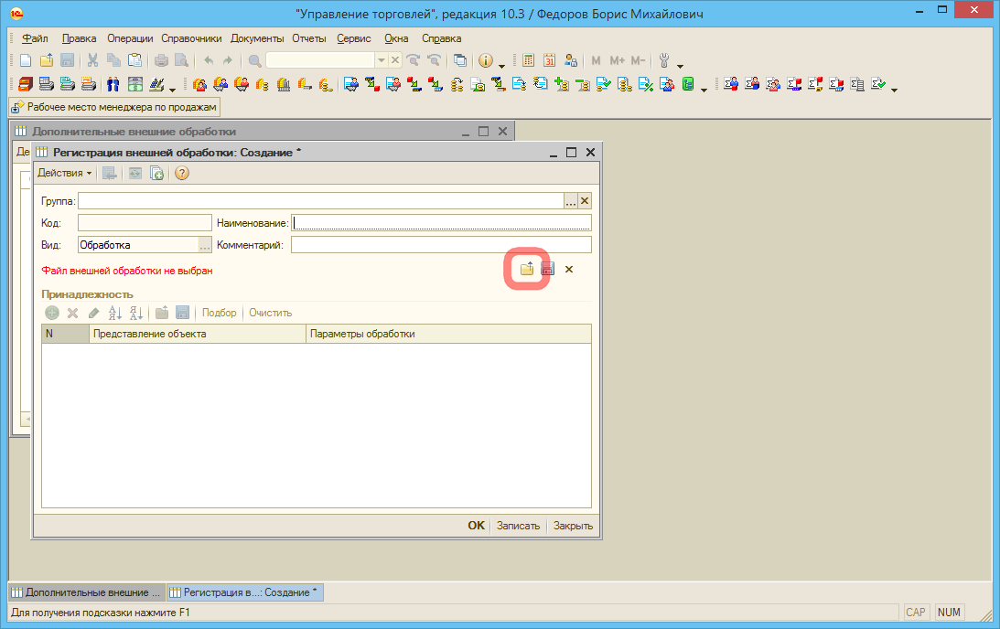 "Управление торговлей", редакция 10.3 / Федоров Борис Михайлович
Файл Правка Операции Справочники Документы Отчеты Сервис Окна Справка
31 M M+ M-
Рабочее место менеджера по продажам
Дополнительные внешние обработки
Де
Регистрация внешней обработки: Создание *
Действия
Группа: ...
Код: Наименование:
Вид: Обработка ... Комментарий:
Файл внешней обработки не выбран
Принадлежность
Подбор Очистить
N Представление объекта Параметры обработки
OK Записать Закрыть
Дополнительные внешние ... Регистрация в...: Создание *
Для получения подсказки нажмите F1 CAP NUM